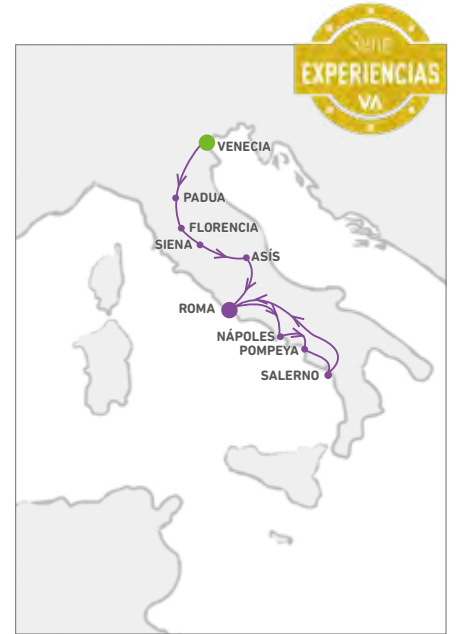 Serie
EXPERIENCIAS
VA
VENECIA
PADUA
FLORENCIA
SIENA
ASÍS
ROMA
NÁPOLES
POMPEYA
SALERNO